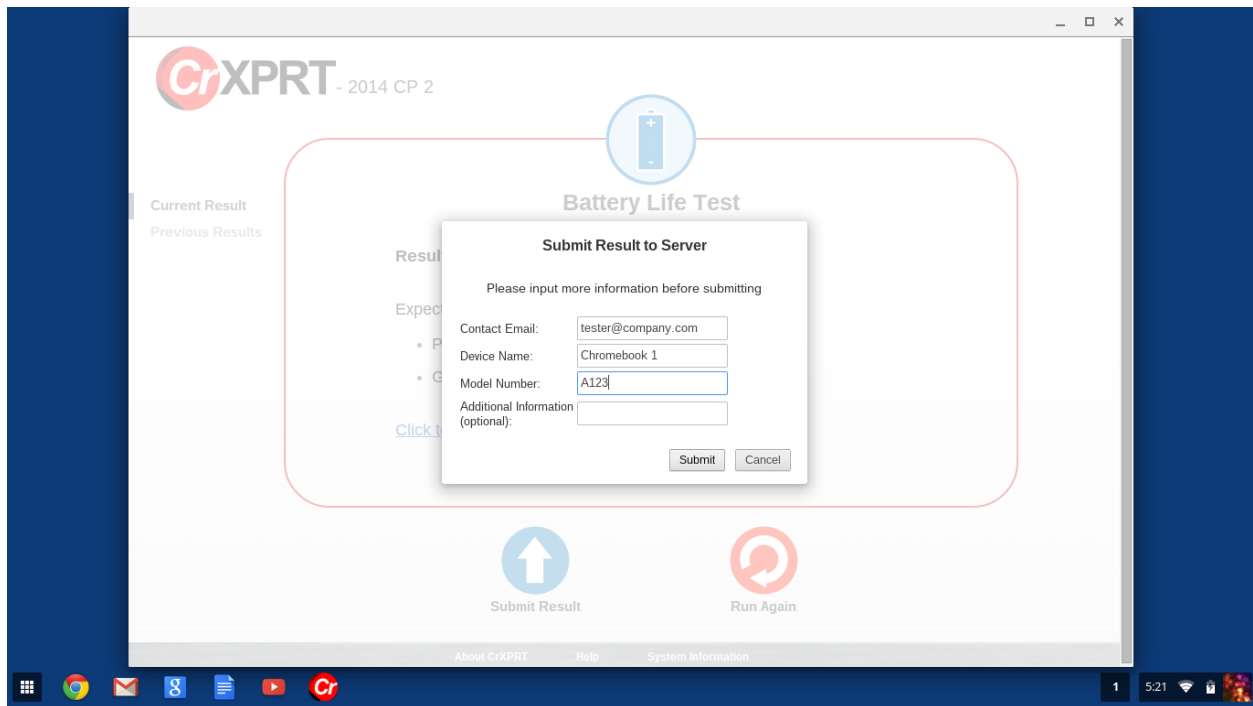 CrXPRT - 2014 CP 2
Battery Life Test
Current Result
Previous Results
Submit Result to Server
Please input more information before submitting
Contact Email: tester@company.com
Device Name: Chromebook 1
Model Number: A123
Additional Information
(optional):
Submit Cancel
Submit Result Run Again
About CrXPRT Help System Information
Cr
1 5:21